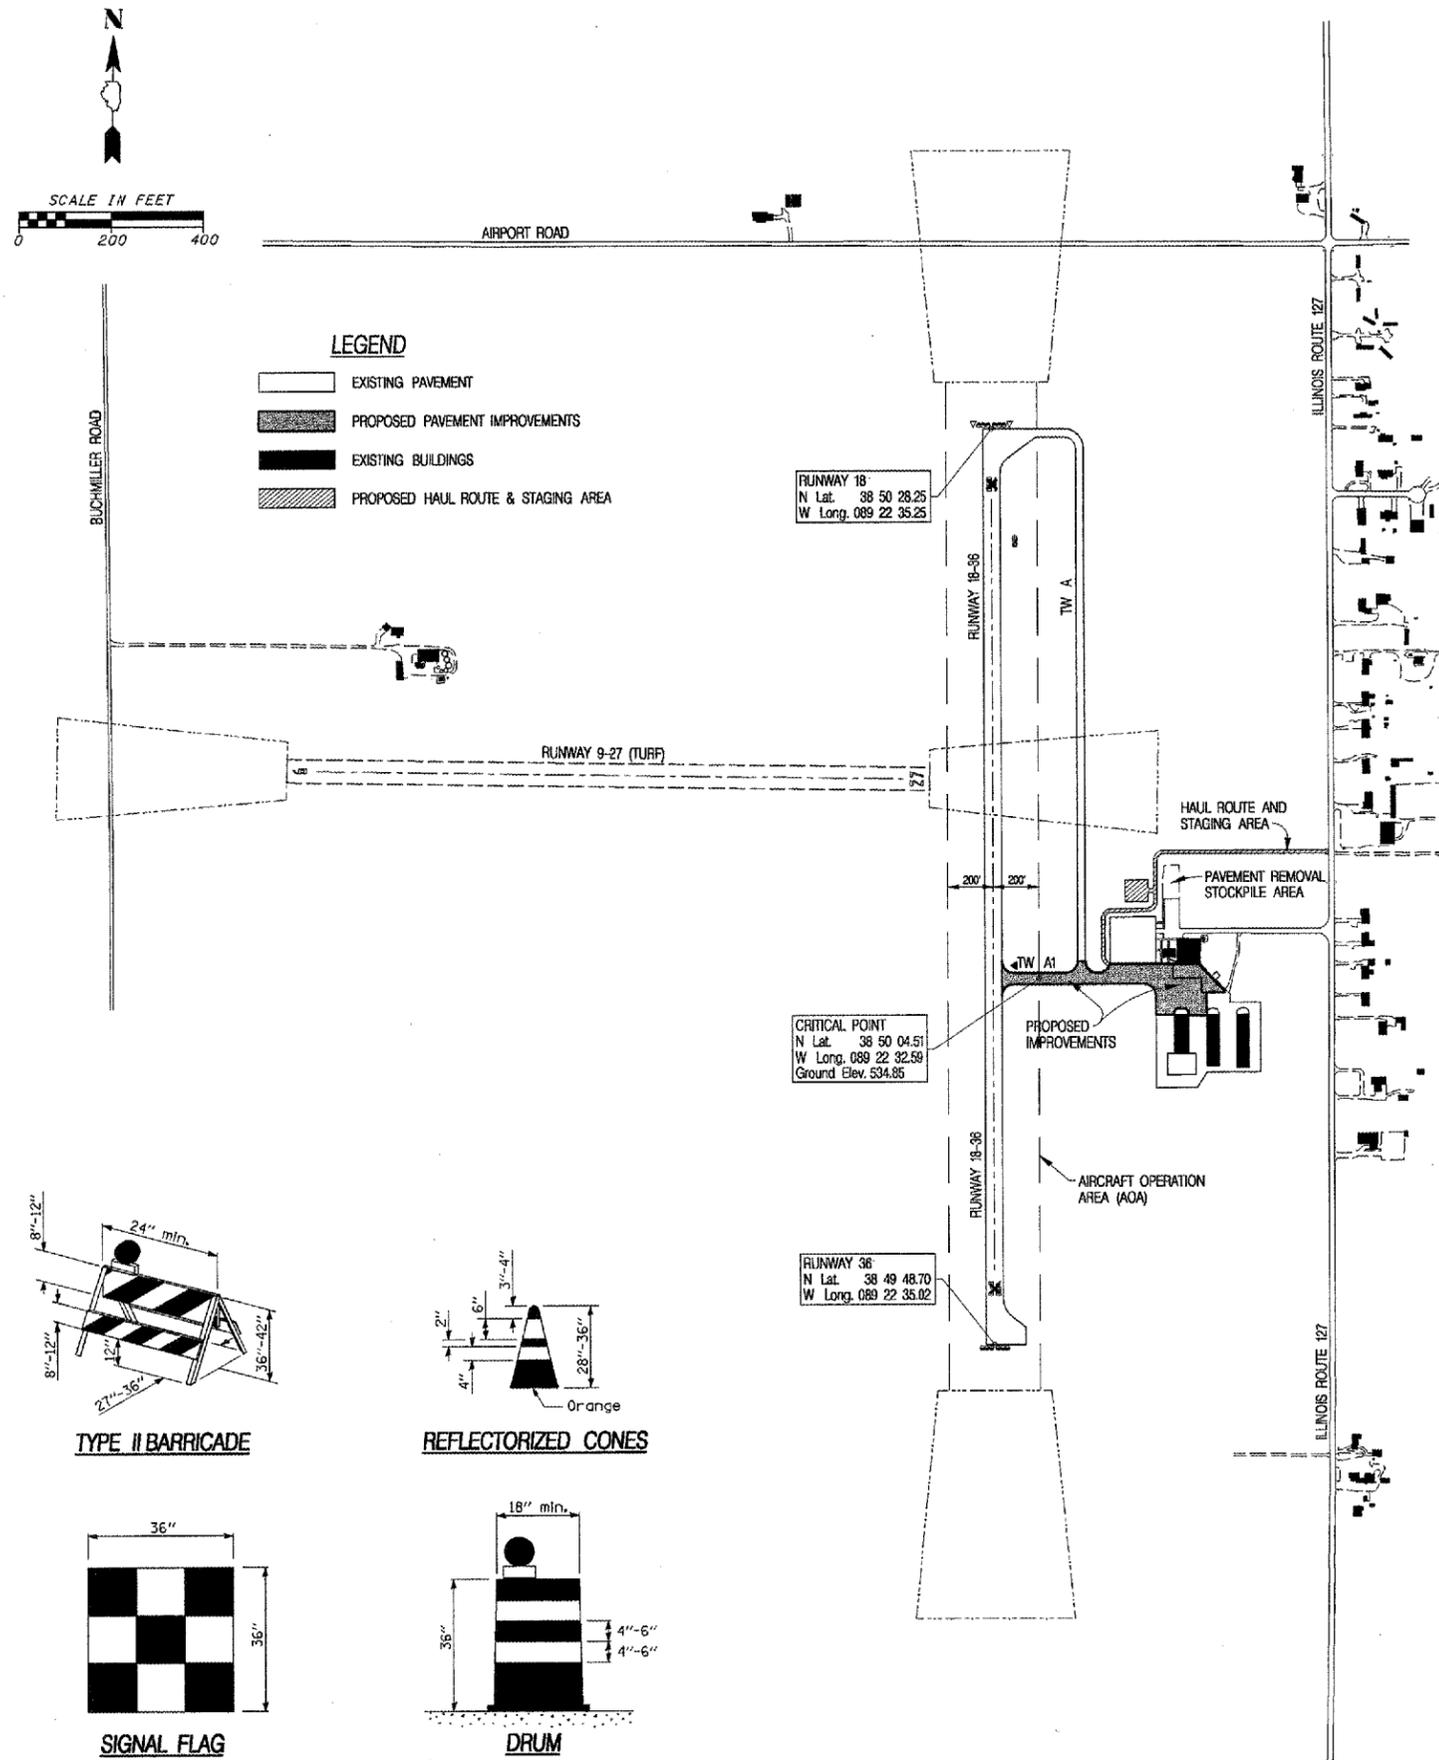 N
SCALE IN FEET
0 200 400
AIRPORT ROAD
ILLINOIS ROUTE 127
BUCHMILLER ROAD
LEGEND
EXISTING PAVEMENT
PROPOSED PAVEMENT IMPROVEMENTS
EXISTING BUILDINGS
PROPOSED HAUL ROUTE & STAGING AREA
RUNWAY 18
N Lat. 38 50 28.25
W Long. 089 22 35.25
18
RUNWAY 18-36
TW A
RUNWAY 9-27 (TURF)
9
27
HAUL ROUTE AND
STAGING AREA
PAVEMENT REMOVAL
STOCKPILE AREA
200' 200'
TW A1
CRITICAL POINT
N Lat. 38 50 04.51
W Long. 089 22 32.59
Ground Elev. 534.85
PROPOSED
IMPROVEMENTS
RUNWAY 18-36
AIRCRAFT OPERATION
AREA (AOA)
RUNWAY 36
N Lat. 38 49 48.70
W Long. 089 22 35.02
ILLINOIS ROUTE 127
8"-12"
24" min.
8"-12"
12"
27"-36"
36"-42"
TYPE II BARRICADE
3"-4"
6"
2"
4"
28"-36"
Orange
REFLECTORIZED CONES
36"
36"
SIGNAL FLAG
18" min.
36"
4"-6"
4"-6"
DRUM